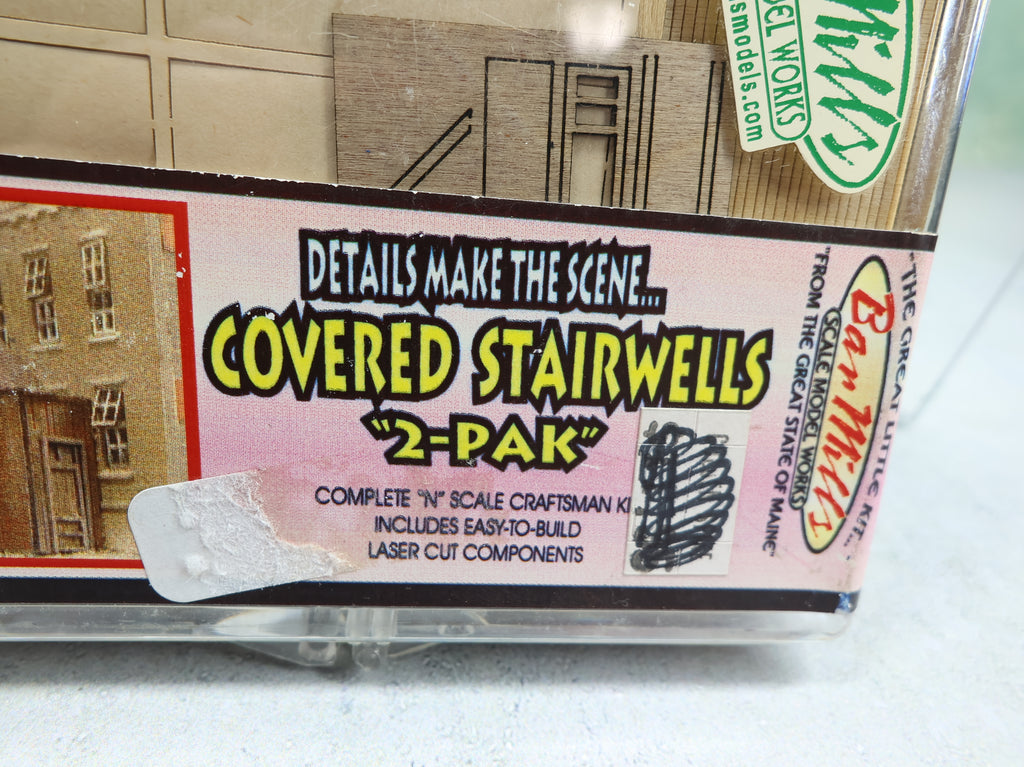 DEL WORKS
smodels.com
Mills
DETAILS MAKE THE SCENE...
COVERED STAIRWELLS
"2-PAK"
COMPLETE "N" SCALE CRAFTSMAN KI
INCLUDES EASY-TO-BUILD
LASER CUT COMPONENTS
"THE GREAT LITTLE KIT...
Bar Mills
SCALE MODEL WORKS
"FROM THE GREAT STATE OF MAINE"